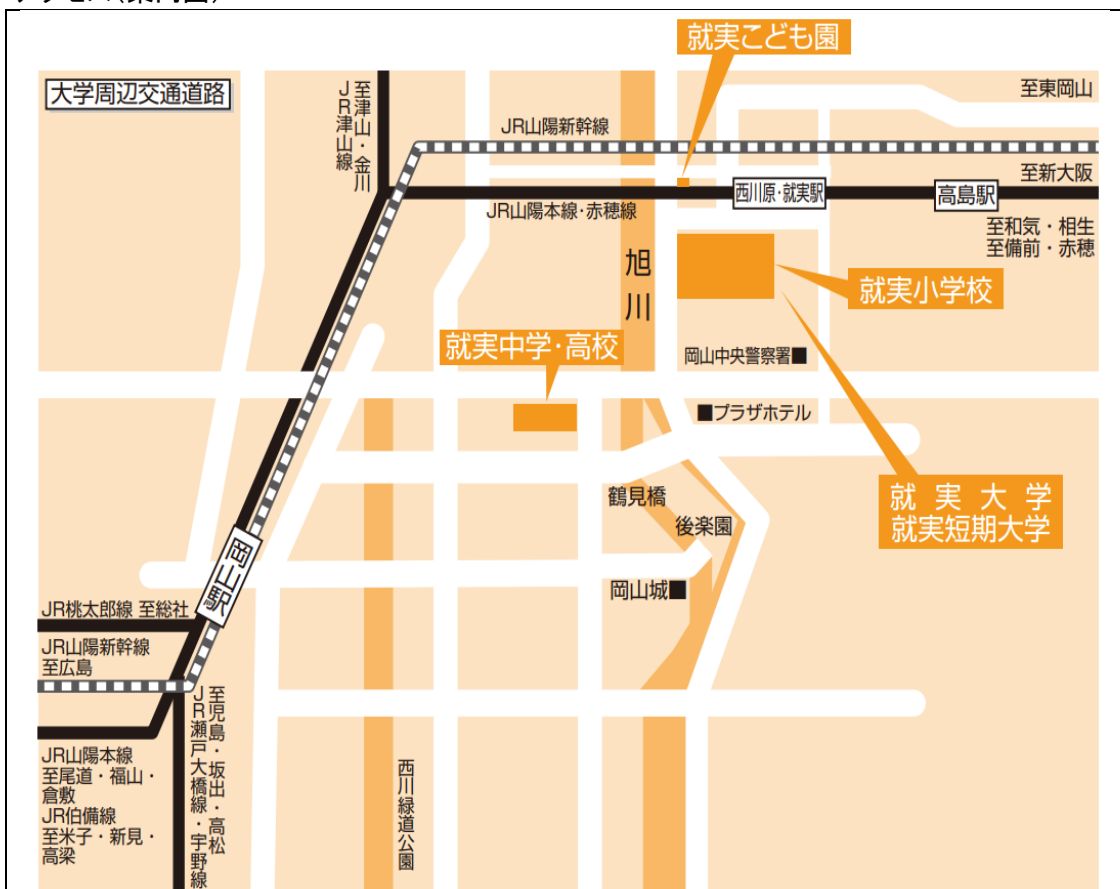 就実こども園
大学周辺交通道路
至津山・金川
JR津山線
JR山陽新幹線
至東岡山
至新大阪
西川原・就実駅
高島駅
JR山陽本線・赤穂線
至和気・相生
至備前・赤穂
旭川
就実小学校
就実中学・高校
岡山中央警察署■
■プラザホテル
就実大学
就実短期大学
鶴見橋
後楽園
岡山駅
岡山城■
JR桃太郎線 至総社
JR山陽新幹線
至広島
至児島・坂出・高松
JR瀬戸大橋線・宇野線
JR山陽本線
至尾道・福山・
倉敷
JR伯備線
至米子・新見・
高梁
西川緑道公園